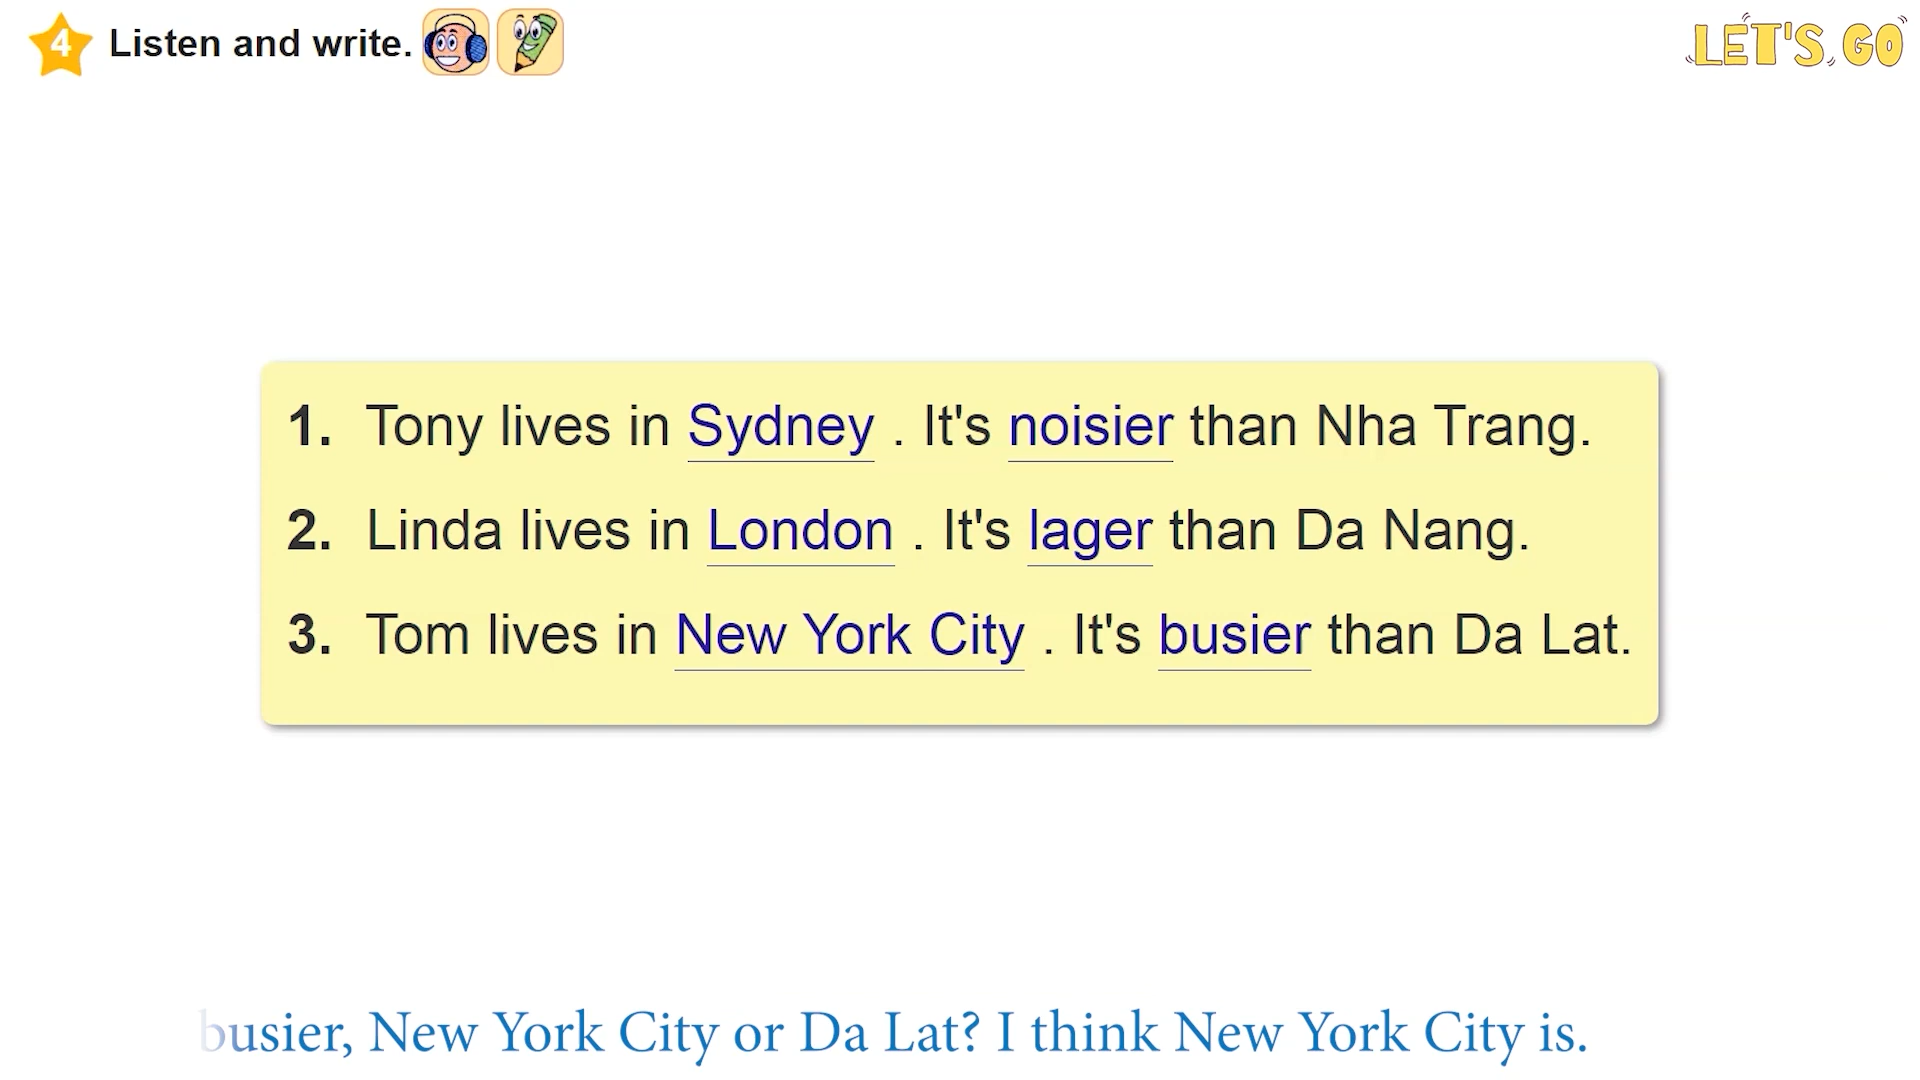 4 Listen and write.
LET'S GO
1. Tony lives in Sydney . It's noisier than Nha Trang.
2. Linda lives in London . It's lager than Da Nang.
3. Tom lives in New York City . It's busier than Da Lat.
busier, New York City or Da Lat? I think New York City is.